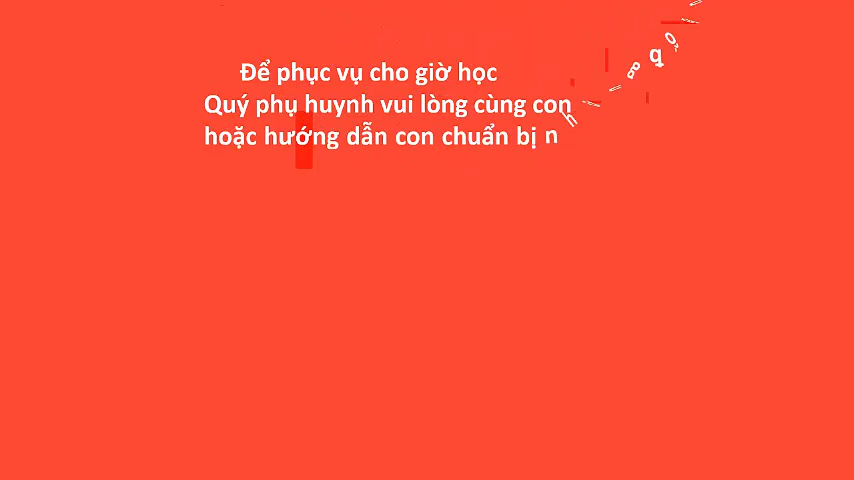 Để phục vụ cho giờ học
Quý phụ huynh vui lòng cùng con
hoặc hướng dẫn con chuẩn bị